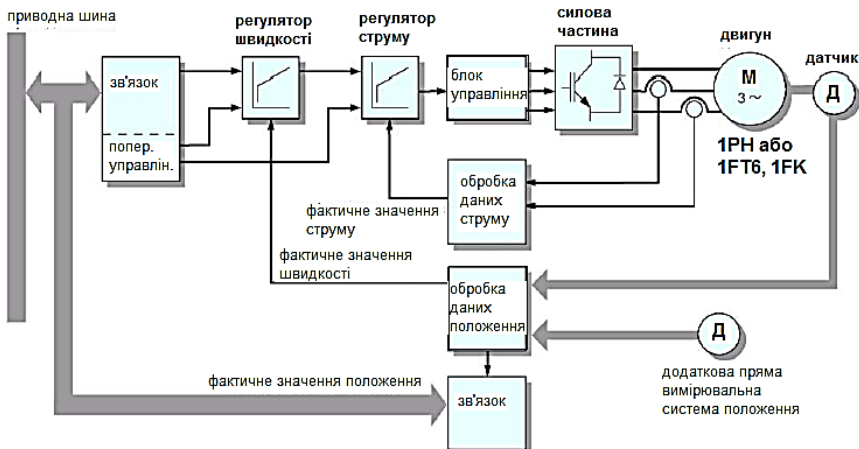 приводна шина
регулятор
швидкості
регулятор
струму
силова
частина
двигун
датчик
зв'язок
попер.
управлін.
блок
управління
М
3 ~
Д
1PH або
1FT6, 1FK
обробка
даних
струму
фактичне значення
струму
фактичне значення
швидкості
обробка
даних
положення
Д
додаткова пряма
вимірювальна
система положення
фактичне значення положення
зв'язок